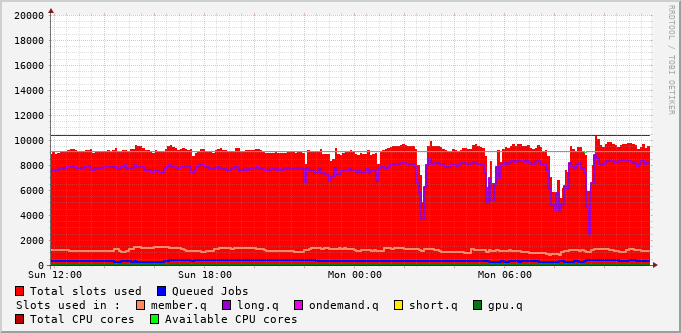 20000
18000
16000
14000
12000
10000
8000
6000
4000
2000
0
Sun 12:00 Sun 18:00 Mon 00:00 Mon 06:00
RRDTOOL / TOBI OETIKER
Total slots used Queued Jobs
Slots used in : member.q long.q ondemand.q short.q gpu.q
Total CPU cores Available CPU cores